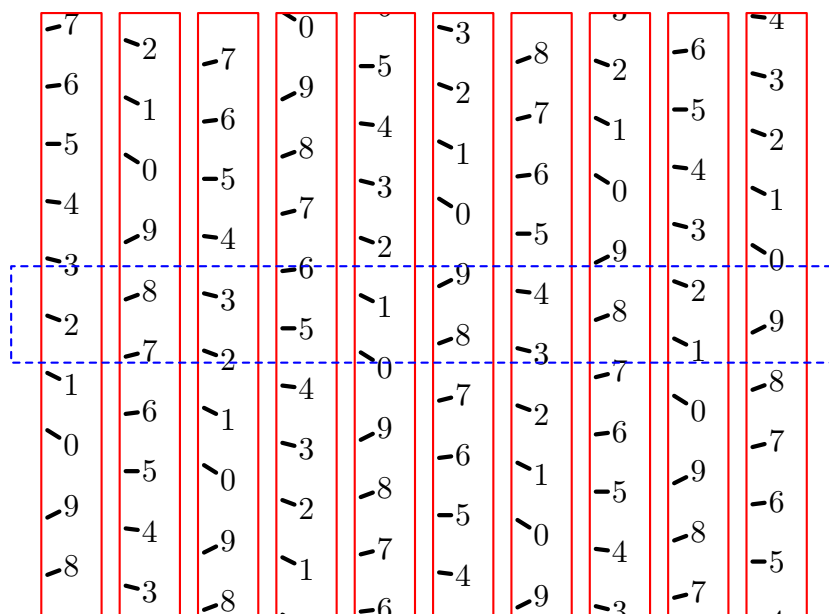 7 6 5 4 3 2 1 0 9 8
2 1 0 9 8 7 6 5 4 3
7 6 5 4 3 2 1 0 9 8
0 9 8 7 6 5 4 3 2 1
5 4 3 2 1 0 9 8 7 6
3 2 1 0 9 8 7 6 5 4
8 7 6 5 4 3 2 1 0 9
3 2 1 0 9 8 7 6 5 4 3
6 5 4 3 2 1 0 9 8 7
4 3 2 1 0 9 8 7 6 5